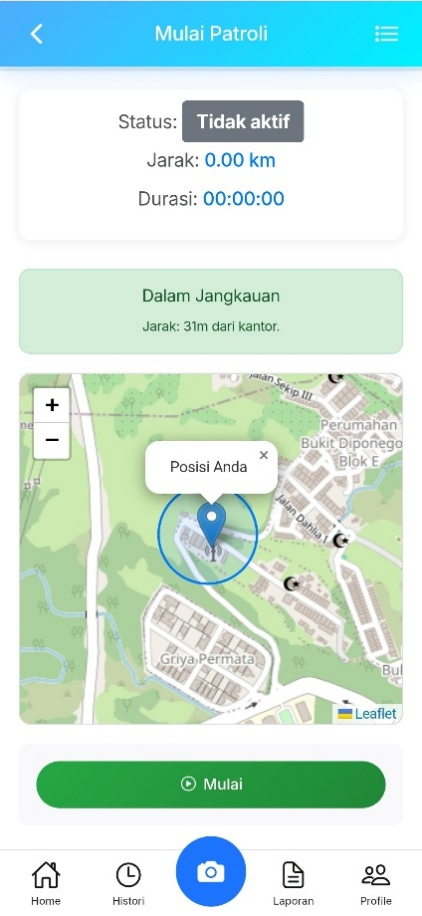 Mulai Patroli
Status: Tidak aktif
Jarak: 0.00 km
Durasi: 00:00:00
Dalam Jangkauan
Jarak: 31m dari kantor.
+
−
Jalan Sekip III
Perumahan
Bukit Diponego
Blok E
Posisi Anda
×
Jalan Dahlia I
Griya Permata
Bul
Leaflet
Mulai
Home
Histori
Laporan
Profile